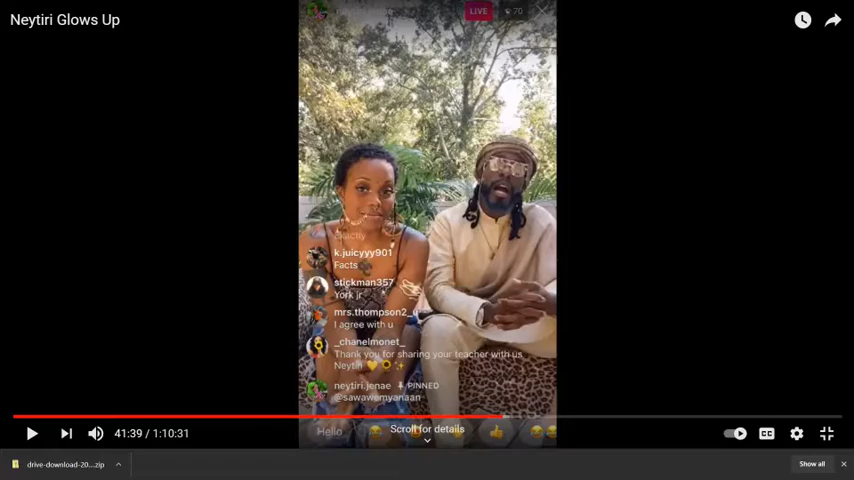 Neytiri Glows Up
LIVE
70
Exactly
k.juicyyy901
Facts
stickman357
York jr
mrs.thompson2_
I agree with u
_chanelmonet_
Thank you for sharing your teacher with us
Neytiri 💛🌻✨
neytiri.jenae PINNED
@sawawemyanaan
Hello
Scroll for details
41:39 / 1:10:31
CC
drive-download-20....zip
Show all